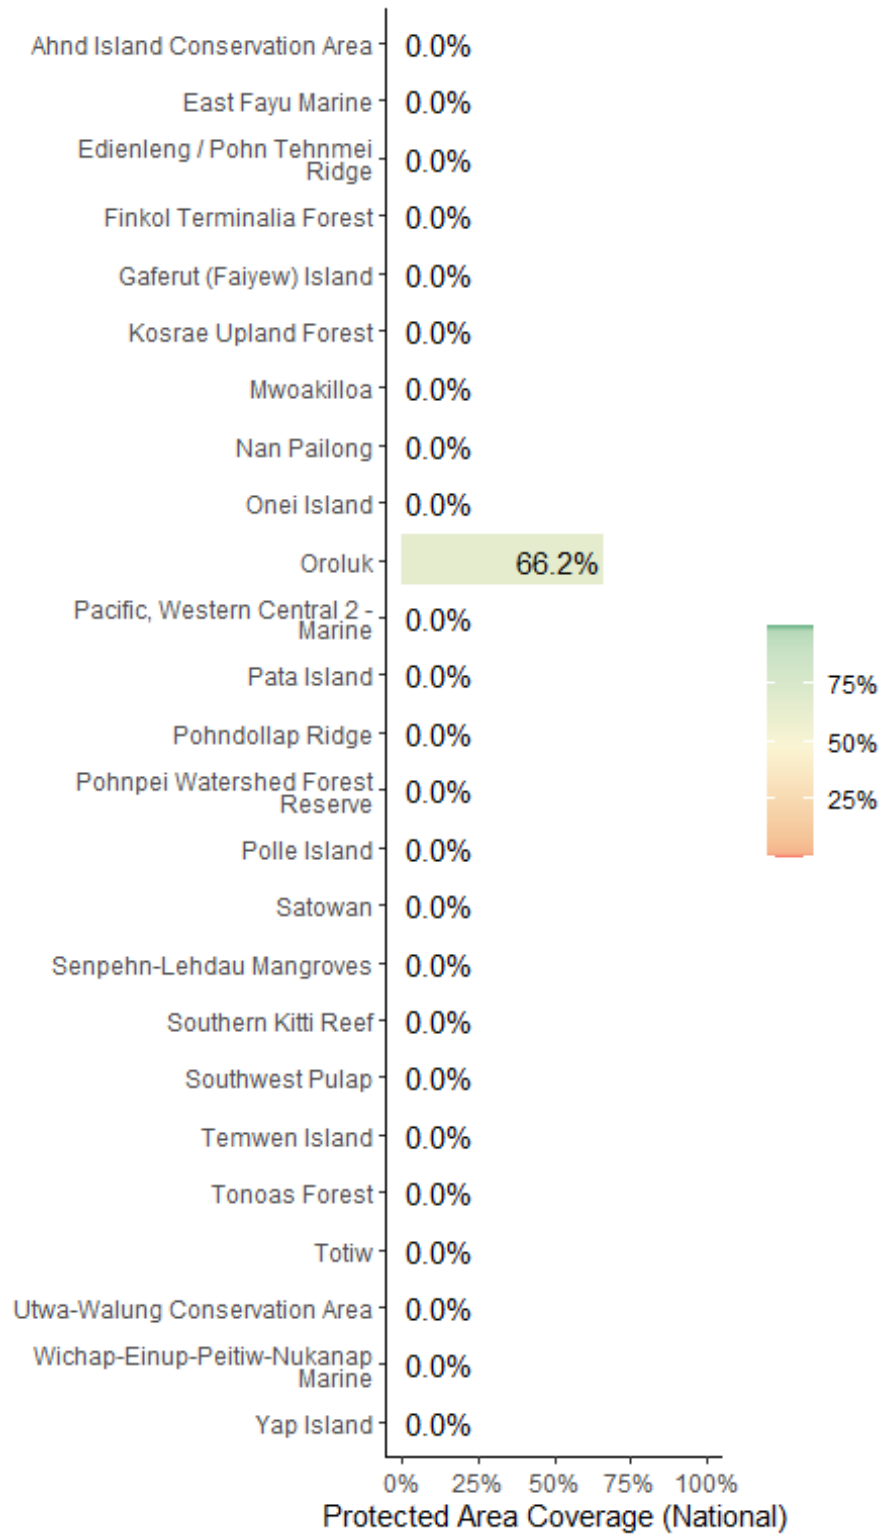 Ahnd Island Conservation Area 0.0%
East Fayu Marine 0.0%
Edienleng / Pohn Tehnmei
Ridge 0.0%
Finkol Terminalia Forest 0.0%
Gaferut (Faiyew) Island 0.0%
Kosrae Upland Forest 0.0%
Mwoakilloa 0.0%
Nan Pailong 0.0%
Onei Island 0.0%
Oroluk 66.2%
Pacific, Western Central 2 -
Marine 0.0%
Pata Island 0.0%
Pohndollap Ridge 0.0%
Pohnpei Watershed Forest
Reserve 0.0%
Polle Island 0.0%
Satowan 0.0%
Senpehn-Lehdau Mangroves 0.0%
Southern Kitti Reef 0.0%
Southwest Pulap 0.0%
Temwen Island 0.0%
Tonoas Forest 0.0%
Totiw 0.0%
Utwa-Walung Conservation Area 0.0%
Wichap-Einup-Peitiw-Nukanap
Marine 0.0%
Yap Island 0.0%
0% 25% 50% 75% 100%
Protected Area Coverage (National)
75%
50%
25%